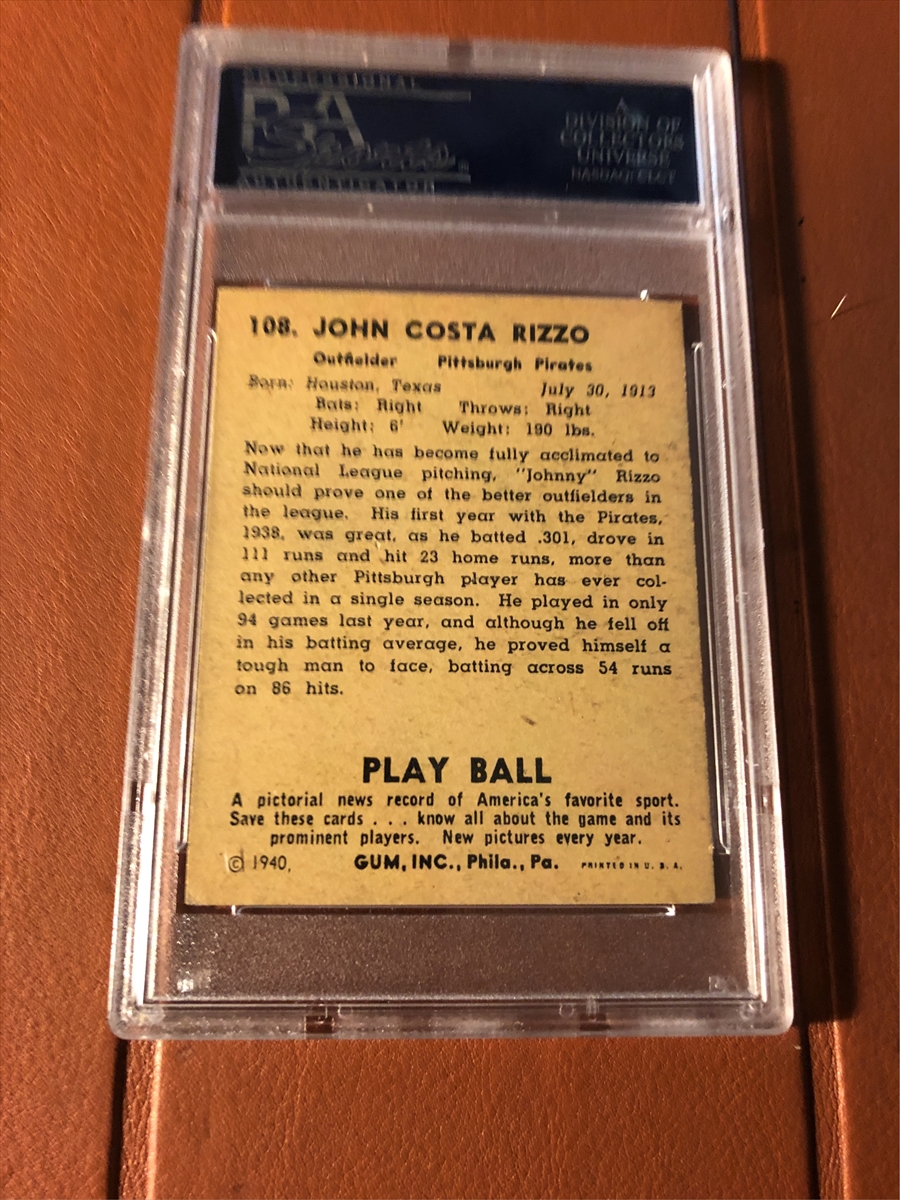 PROFESSIONAL
PSA
Sports
AUTHENTICATOR
A
DIVISION OF
COLLECTORS
UNIVERSE
NASDAQ: CLCT
108. JOHN COSTA RIZZO
Outfielder Pittsburgh Pirates
Born: Houston, Texas July 30, 1913
Bats: Right Throws: Right
Height: 6' Weight: 190 lbs.
Now that he has become fully acclimated to
National League pitching, "Johnny" Rizzo
should prove one of the better outfielders in
the league. His first year with the Pirates,
1938, was great, as he batted .301, drove in
111 runs and hit 23 home runs, more than
any other Pittsburgh player has ever col-
lected in a single season. He played in only
94 games last year, and although he fell off
in his batting average, he proved himself a
tough man to face, batting across 54 runs
on 86 hits.
PLAY BALL
A pictorial news record of America's favorite sport.
Save these cards . . . know all about the game and its
prominent players. New pictures every year.
© 1940, GUM, INC., Phila., Pa. PRINTED IN U. S. A.